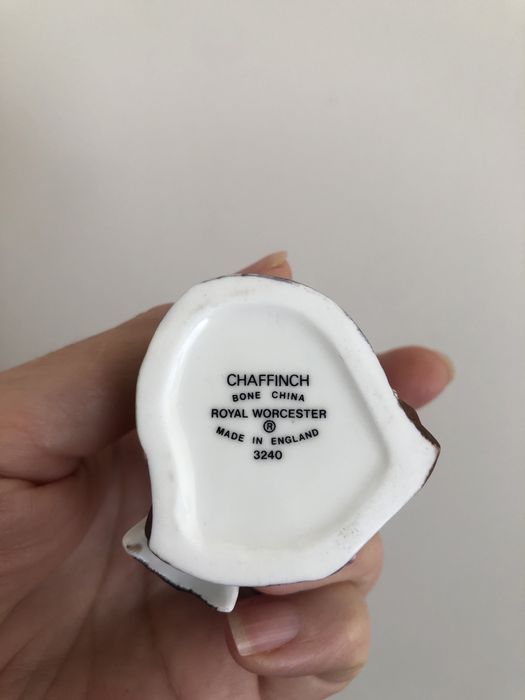 CHAFFINCH
BONE CHINA
ROYAL WORCESTER
®
MADE IN ENGLAND
3240